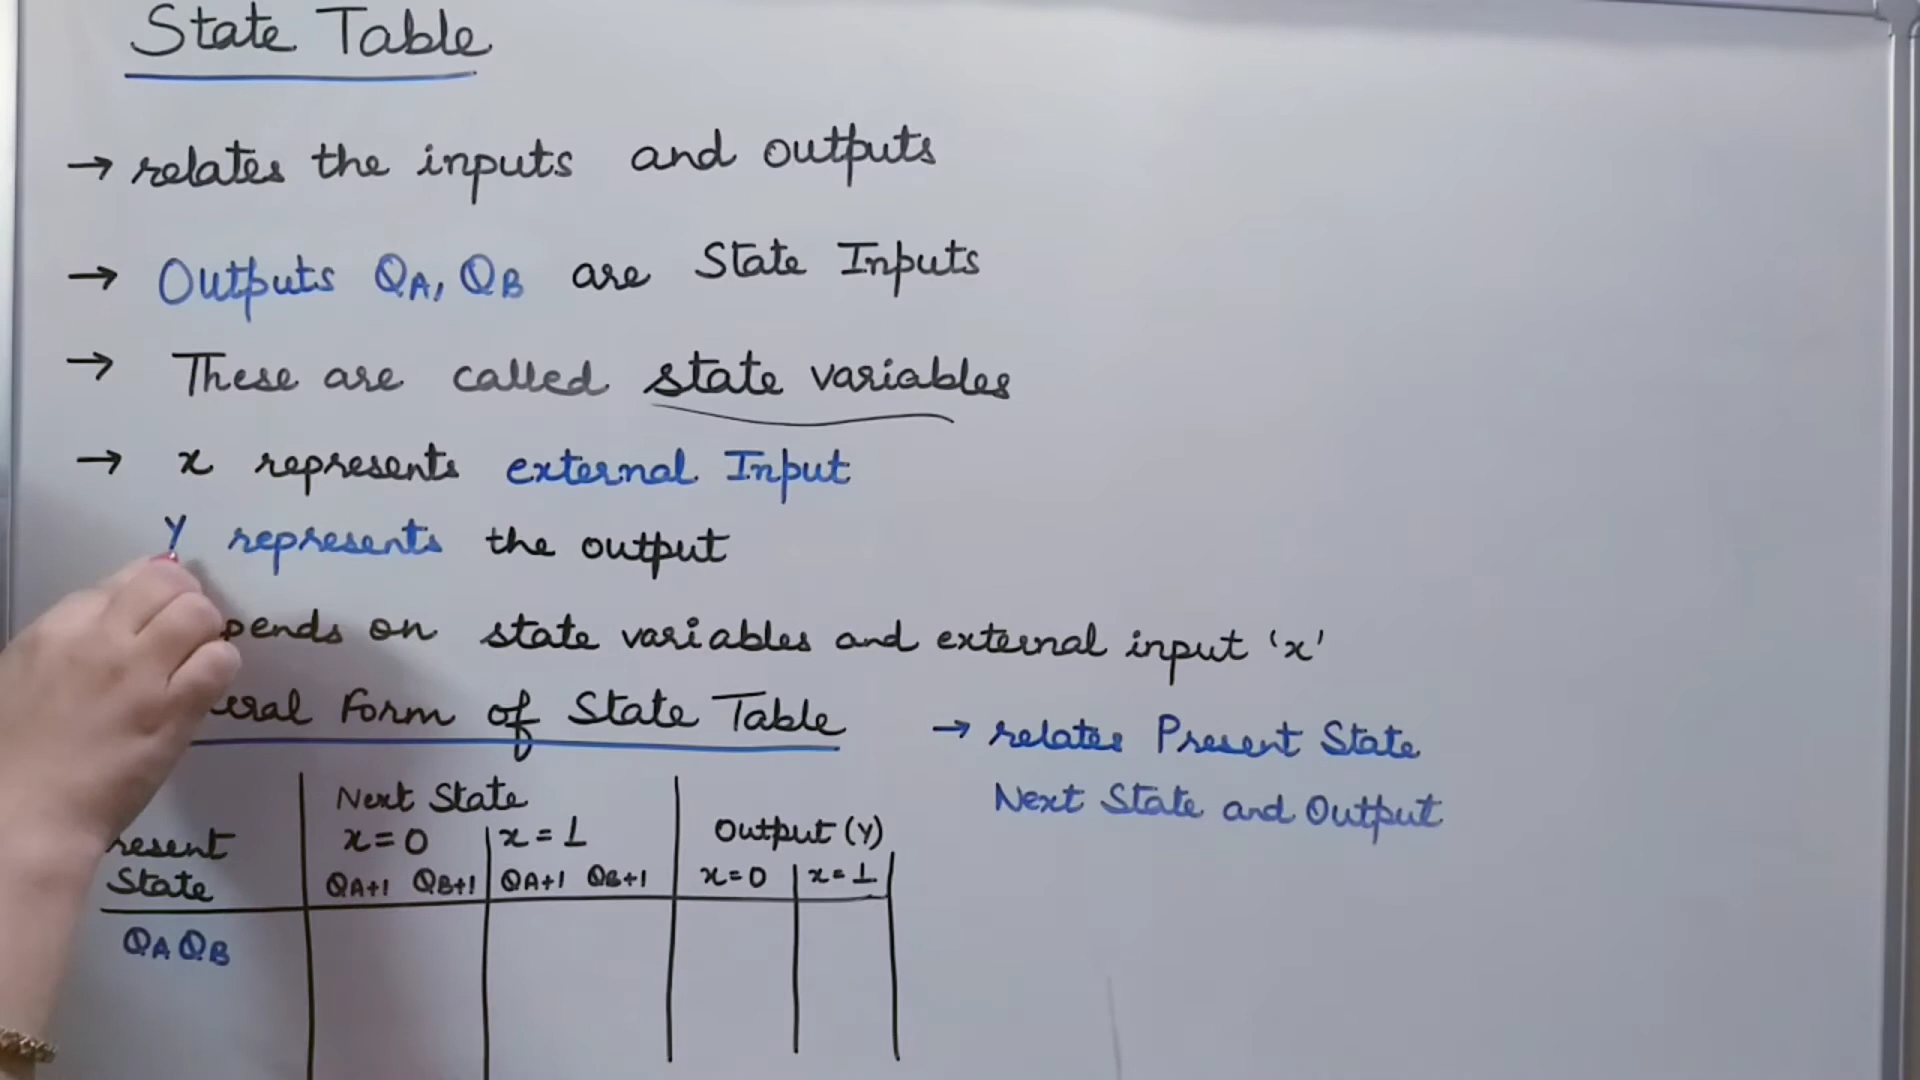 State Table
→ relates the inputs and outputs
→ Outputs QA, QB are State Inputs
→ These are called state variables
→ x represents external Input
Y represents the output
on state variables and external input 'x'
Form of State Table
→ relates Present State
Next State and Output
Next State
x=0 x=1 Output (Y)
State QA+1 QB+1 QA+1 QB+1 x=0 x=1
QA QB